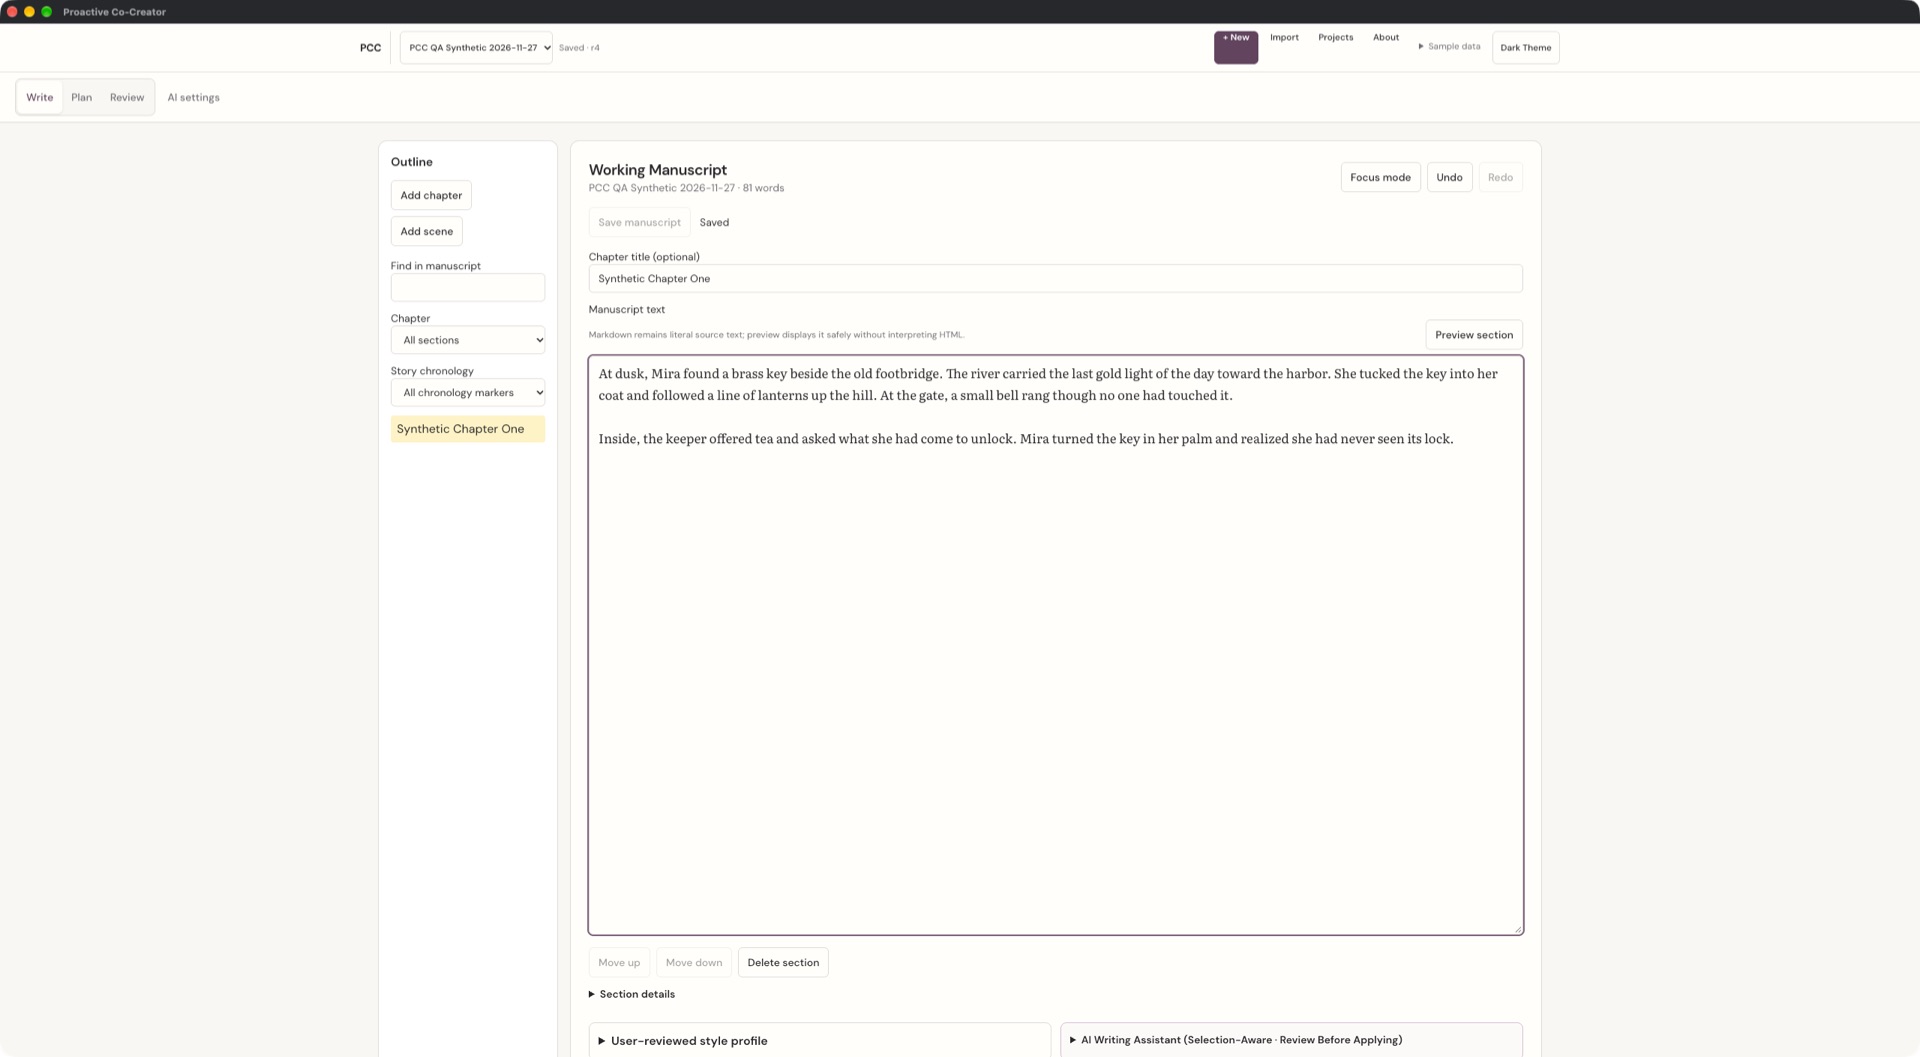 Proactive Co-Creator
PCC
PCC QA Synthetic 2026-11-27
Saved · r4
+ New
Import
Projects
About
▶ Sample data
Dark Theme
Write
Plan
Review
AI settings
Outline
Add chapter
Add scene
Find in manuscript
Chapter
All sections
Story chronology
All chronology markers
Synthetic Chapter One
Working Manuscript
PCC QA Synthetic 2026-11-27 · 81 words
Focus mode
Undo
Redo
Save manuscript
Saved
Chapter title (optional)
Synthetic Chapter One
Manuscript text
Markdown remains literal source text; preview displays it safely without interpreting HTML.
Preview section
At dusk, Mira found a brass key beside the old footbridge. The river carried the last gold light of the day toward the harbor. She tucked the key into her
coat and followed a line of lanterns up the hill. At the gate, a small bell rang though no one had touched it.
Inside, the keeper offered tea and asked what she had come to unlock. Mira turned the key in her palm and realized she had never seen its lock.
Move up
Move down
Delete section
▶ Section details
▶ User-reviewed style profile
▶ AI Writing Assistant (Selection-Aware · Review Before Applying)